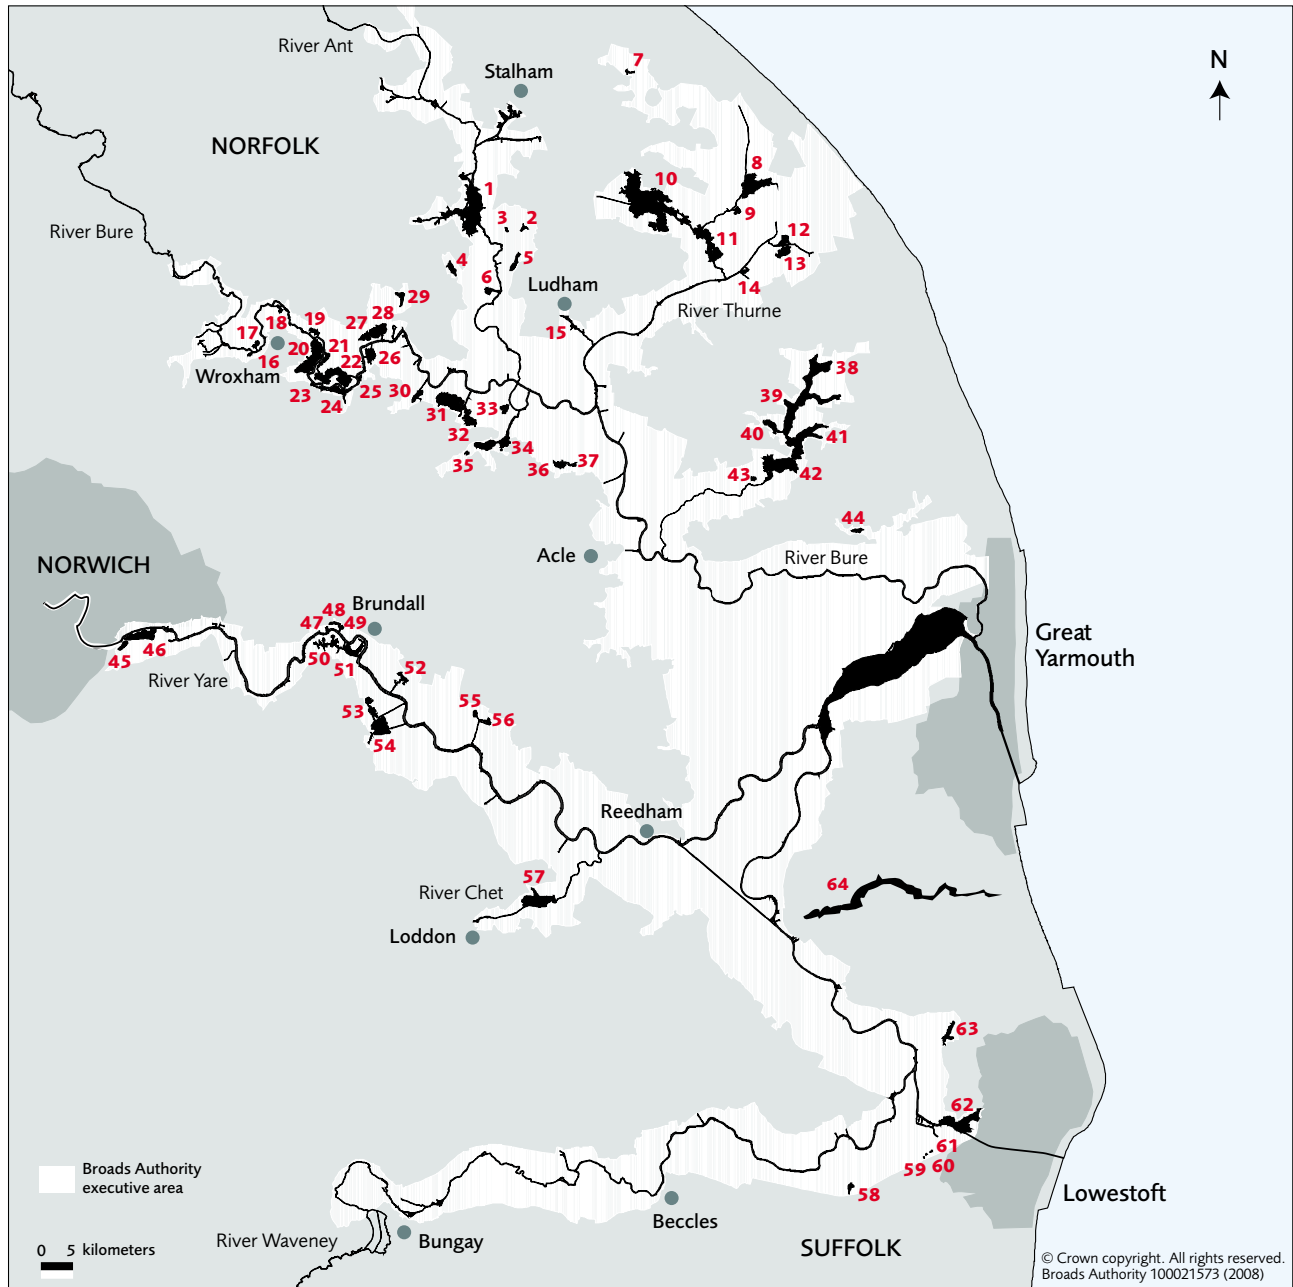 River Ant
Stalham
7
N
NORFOLK
8
10
1
9
3
2
River Bure
11
12
4
5
13
6
14
29
Ludham
River Thurne
28
27
19
18
15
17
21
20
22
26
16
38
Wroxham
25
30
39
23
24
31
33
40
41
32
34
35
36
37
43
42
44
Acle
River Bure
NORWICH
Brundall
48
47
49
Great
Yarmouth
50
45
46
51
52
River Yare
53
55
56
54
Reedham
57
64
River Chet
Loddon
63
62
61
Broads Authority
executive area
59
60
58
Lowestoft
Beccles
River Waveney
Bungay
SUFFOLK
0 5 kilometers
© Crown copyright. All rights reserved.
Broads Authority 100021573 (2008)